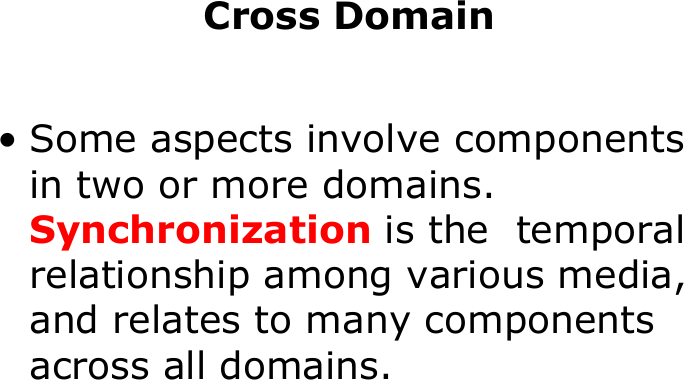 Cross Domain
• Some aspects involve components
in two or more domains.
Synchronization is the  temporal
relationship among various media,
and relates to many components
across all domains.